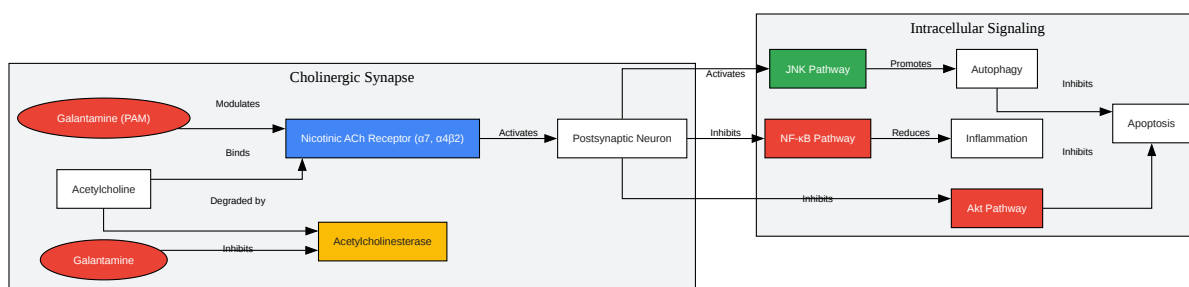 Intracellular Signaling
Cholinergic Synapse
JNK Pathway
Promotes
Autophagy
Activates
Inhibits
Galantamine (PAM)
Modulates
Nicotinic ACh Receptor (α7, α4β2)
Activates
Postsynaptic Neuron
Inhibits
NF-κB Pathway
Reduces
Inflammation
Apoptosis
Binds
Inhibits
Acetylcholine
Degraded by
Inhibits
Akt Pathway
Acetylcholinesterase
Galantamine
Inhibits